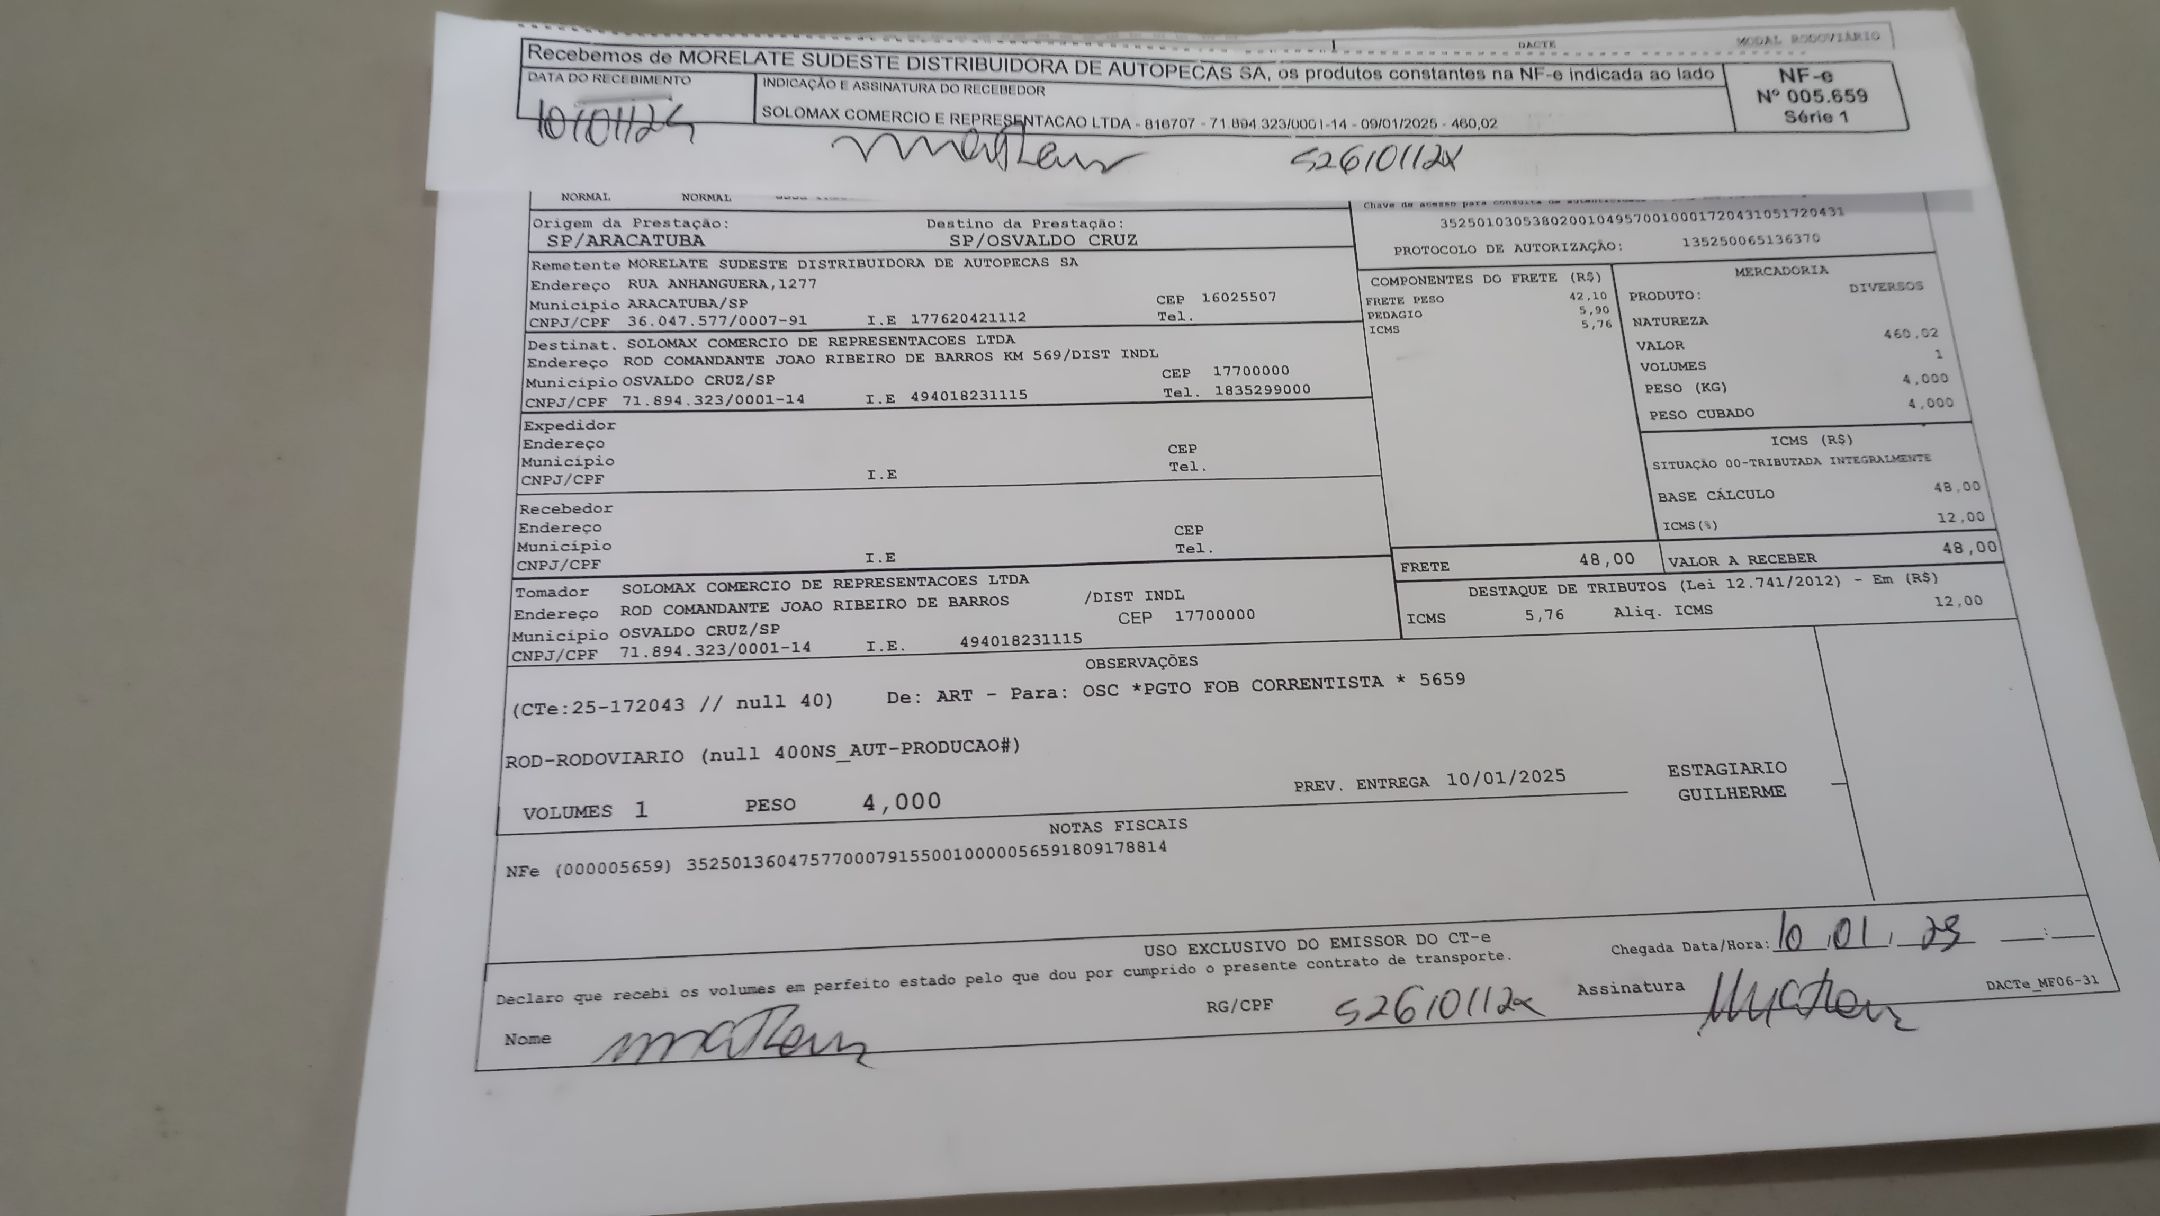 DACTE MODAL RODOVIÁRIO
Recebemos de MORELATE SUDESTE DISTRIBUIDORA DE AUTOPECAS SA, os produtos constantes na NF-e indicada ao lado
DATA DO RECEBIMENTO
INDICAÇÃO E ASSINATURA DO RECEBEDOR
NF-e
Nº 005.659
Série 1
SOLOMAX COMERCIO E REPRESENTACAO LTDA - 816707 - 71.894.323/0001-14 - 09/01/2025 - 460,02
52610112x
NORMAL NORMAL
Chave de acesso para consulta de
35250103053802001049570010001720431051720431
PROTOCOLO DE AUTORIZAÇÃO: 135250065136370
Origem da Prestação: Destino da Prestação:
SP/ARACATUBA SP/OSVALDO CRUZ
Remetente MORELATE SUDESTE DISTRIBUIDORA DE AUTOPECAS SA
Endereço RUA ANHANGUERA,1277
Município ARACATUBA/SP CEP 16025507
CNPJ/CPF 36.047.577/0007-91 I.E 177620421112 Tel.
Destinat. SOLOMAX COMERCIO DE REPRESENTACOES LTDA
Endereço ROD COMANDANTE JOAO RIBEIRO DE BARROS KM 569/DIST INDL
Município OSVALDO CRUZ/SP CEP 17700000
CNPJ/CPF 71.894.323/0001-14 I.E 494018231115 Tel. 1835299000
Expedidor
Endereço
Município CEP
CNPJ/CPF I.E Tel.
Recebedor
Endereço
Município CEP
CNPJ/CPF I.E Tel.
Tomador SOLOMAX COMERCIO DE REPRESENTACOES LTDA
Endereço ROD COMANDANTE JOAO RIBEIRO DE BARROS /DIST INDL
Município OSVALDO CRUZ/SP CEP 17700000
CNPJ/CPF 71.894.323/0001-14 I.E. 494018231115
COMPONENTES DO FRETE (R$)
FRETE PESO 42,10
PEDAGIO 5,90
ICMS 5,76
MERCADORIA
PRODUTO: DIVERSOS
NATUREZA
VALOR 460,02
VOLUMES 1
PESO (KG) 4,000
PESO CUBADO 4,000
ICMS (R$)
SITUAÇÃO 00-TRIBUTADA INTEGRALMENTE
BASE CÁLCULO 48,00
ICMS(%) 12,00
FRETE 48,00 VALOR A RECEBER 48,00
DESTAQUE DE TRIBUTOS (Lei 12.741/2012) - Em (R$)
ICMS 5,76 Aliq. ICMS 12,00
OBSERVAÇÕES
(CTe:25-172043 // null 40) De: ART - Para: OSC *PGTO FOB CORRENTISTA * 5659
ROD-RODOVIARIO (null 400NS_AUT-PRODUCAO#)
VOLUMES 1 PESO 4,000 PREV. ENTREGA 10/01/2025
ESTAGIARIO
GUILHERME
NOTAS FISCAIS
NFe (000005659) 35250136047577000791550010000056591809178814
USO EXCLUSIVO DO EMISSOR DO CT-e
Chegada Data/Hora: 10 01
Declaro que recebi os volumes em perfeito estado pelo que dou por cumprido o presente contrato de transporte.
Nome RG/CPF 52610112x Assinatura
DACTe_MF06-31